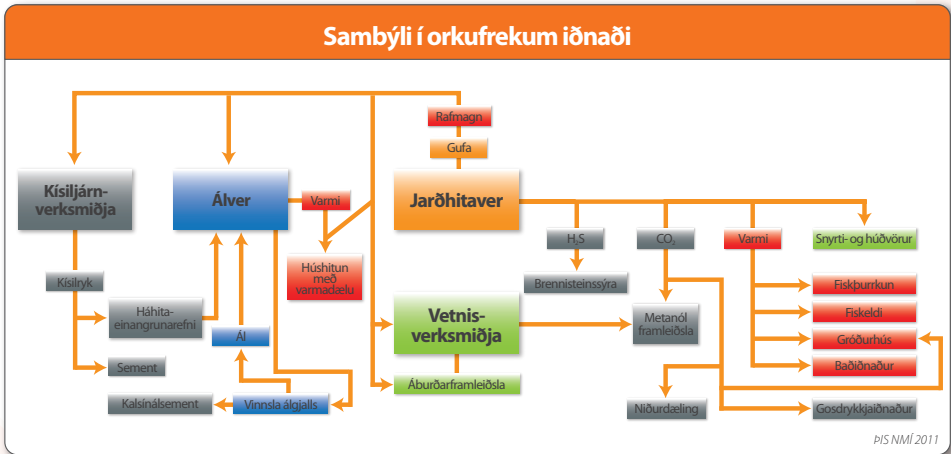 Sambýli í orkufrekum iðnaði
Rafmagn
Gufa
Kísiljárn-
verksmiðja
Álver
Varmi
Jarðhitaver
Húshitun
með
varmadælu
H₂S
CO₂
Varmi
Snyrti- og húðvörur
Kísilryk
Brennisteinssýra
Fiskþurrkun
Háhita-
einangrunarefni
Ál
Vetnis-
verksmiðja
Metanól
framleiðsla
Fiskeldi
Gróðurhús
Baðiðnaður
Sement
Áburðarframleiðsla
Kalsínálsement
Vinnsla álgjalls
Niðurdæling
Gosdrykkjaiðnaður
ÞIS NMÍ 2011